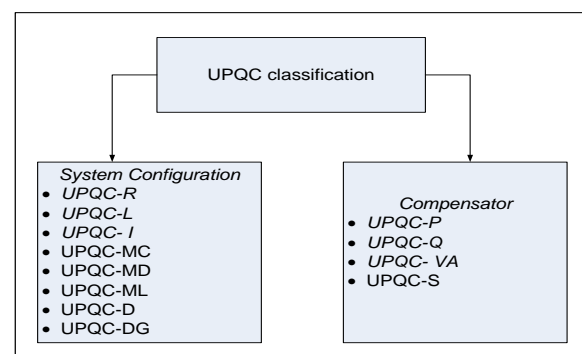 UPQC classification
System Configuration
• UPQC-R
• UPQC-L
• UPQC- I
• UPQC-MC
• UPQC-MD
• UPQC-ML
• UPQC-D
• UPQC-DG
Compensator
• UPQC-P
• UPQC-Q
• UPQC- VA
• UPQC-S